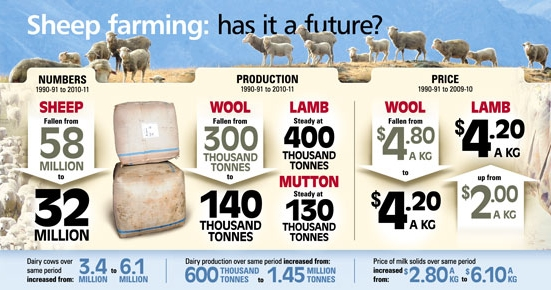 Sheep farming: has it a future?
NUMBERS
1990-91 to 2010-11
SHEEP
Fallen from
58
MILLION
to
32
MILLION
PRODUCTION
1990-91 to 2010-11
WOOL
Fallen from
300
THOUSAND
TONNES
to
140
THOUSAND
TONNES
LAMB
Steady at
400
THOUSAND
TONNES
MUTTON
Steady at
130
THOUSAND
TONNES
PRICE
1990-91 to 2009-10
WOOL
Fallen from
$4.80
A KG
to
$4.20
A KG
LAMB
$4.20
A KG
up from
$2.00
A KG
Dairy cows over
same period
increased from:
3.4 MILLION to 6.1 MILLION
Dairy production over same period increased from:
600 THOUSAND TONNES to 1.45 MILLION TONNES
Price of milk solids over same period
increased from $2.80 A KG to $6.10 A KG